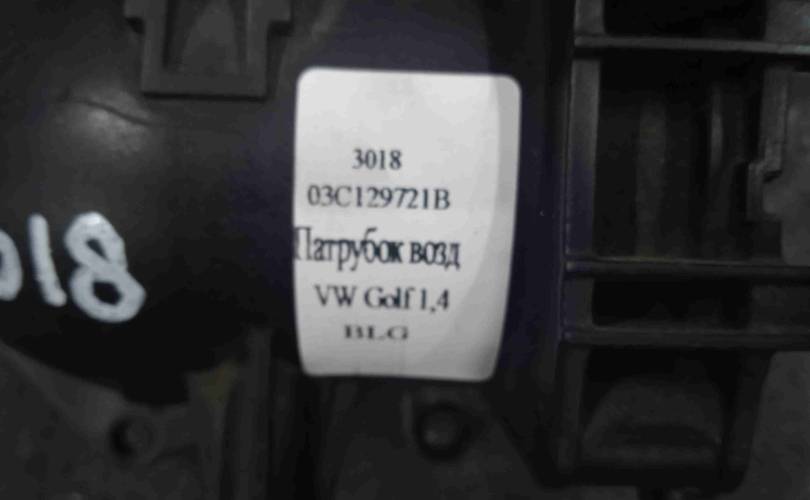 3018
03C129721B
Патрубок возд
VW Golf 1,4
BLG
018